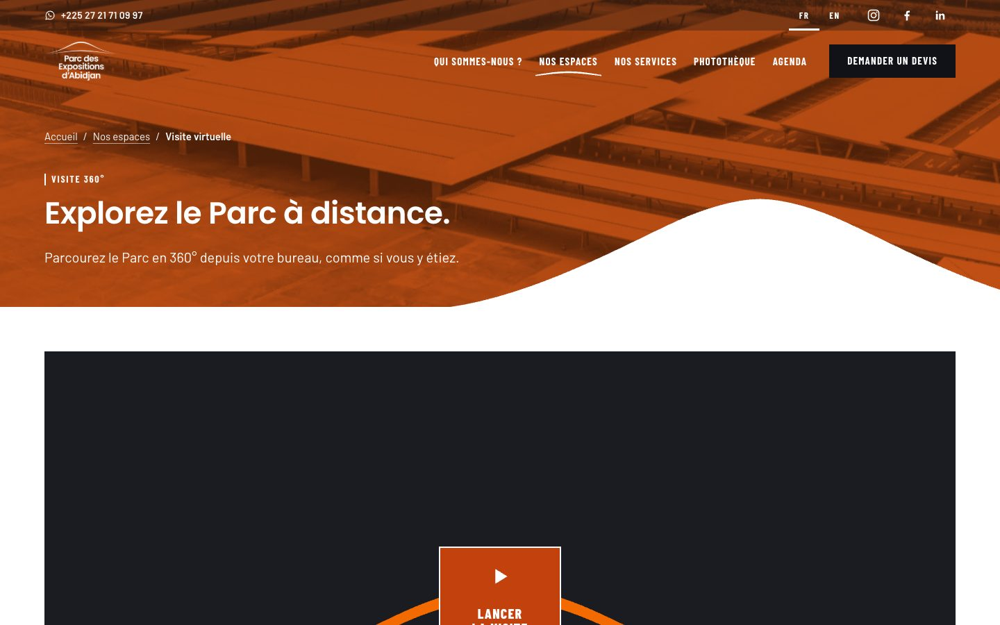 +225 27 21 71 09 97
FR EN
Parc des
Expositions
d'Abidjan
QUI SOMMES-NOUS ? NOS ESPACES NOS SERVICES PHOTOTHÈQUE AGENDA DEMANDER UN DEVIS
Accueil / Nos espaces / Visite virtuelle
VISITE 360°
Explorez le Parc à distance.
Parcourez le Parc en 360° depuis votre bureau, comme si vous y étiez.
LANCER
LA VISITE